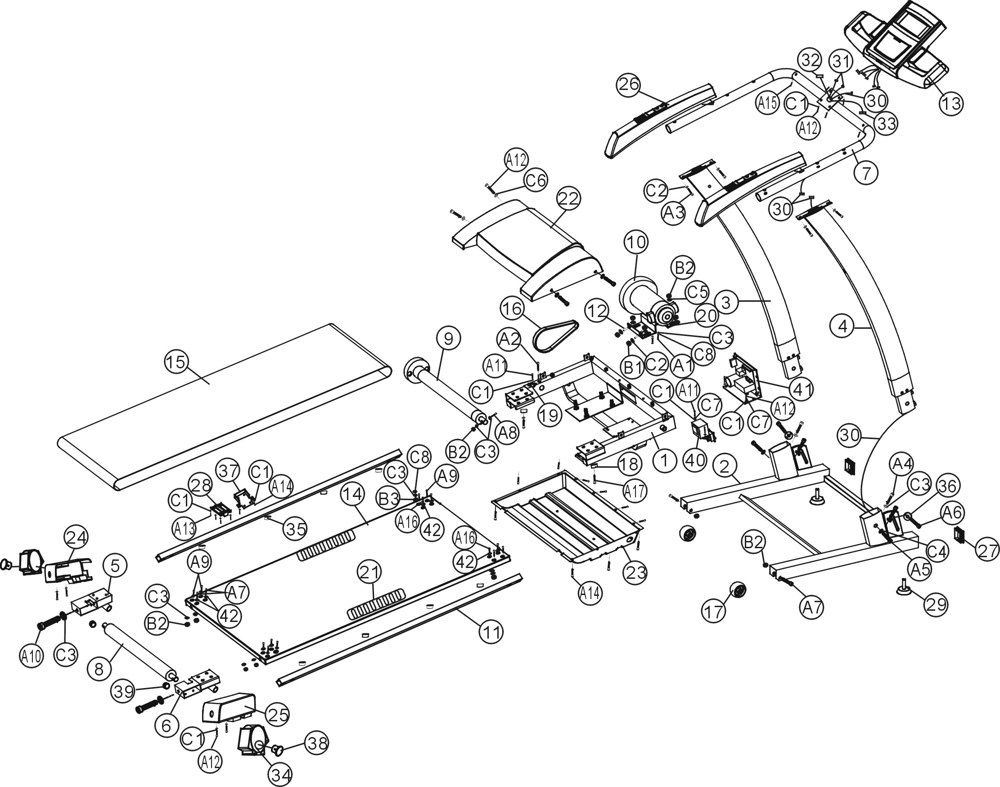 32
31
26
A15
C1
30
13
A12
33
A12
C6
7
22
C2
A3
30
10
B2
C5
3
16
12
20
4
9
A2
C3
C8
15
A11
B1
C2
A1
C1
C1
A11
41
C7
A12
19
C1
C7
A8
30
B2
C3
C8
18
1
40
2
A4
37
C1
C3
A9
28
A14
C3
36
C1
14
B3
A17
A13
35
A16
42
A6
24
A16
B2
27
5
A9
42
C4
21
23
A5
C3
A7
A14
B2
42
17
A7
29
11
A10
C3
8
39
6
25
C1
38
A12
34